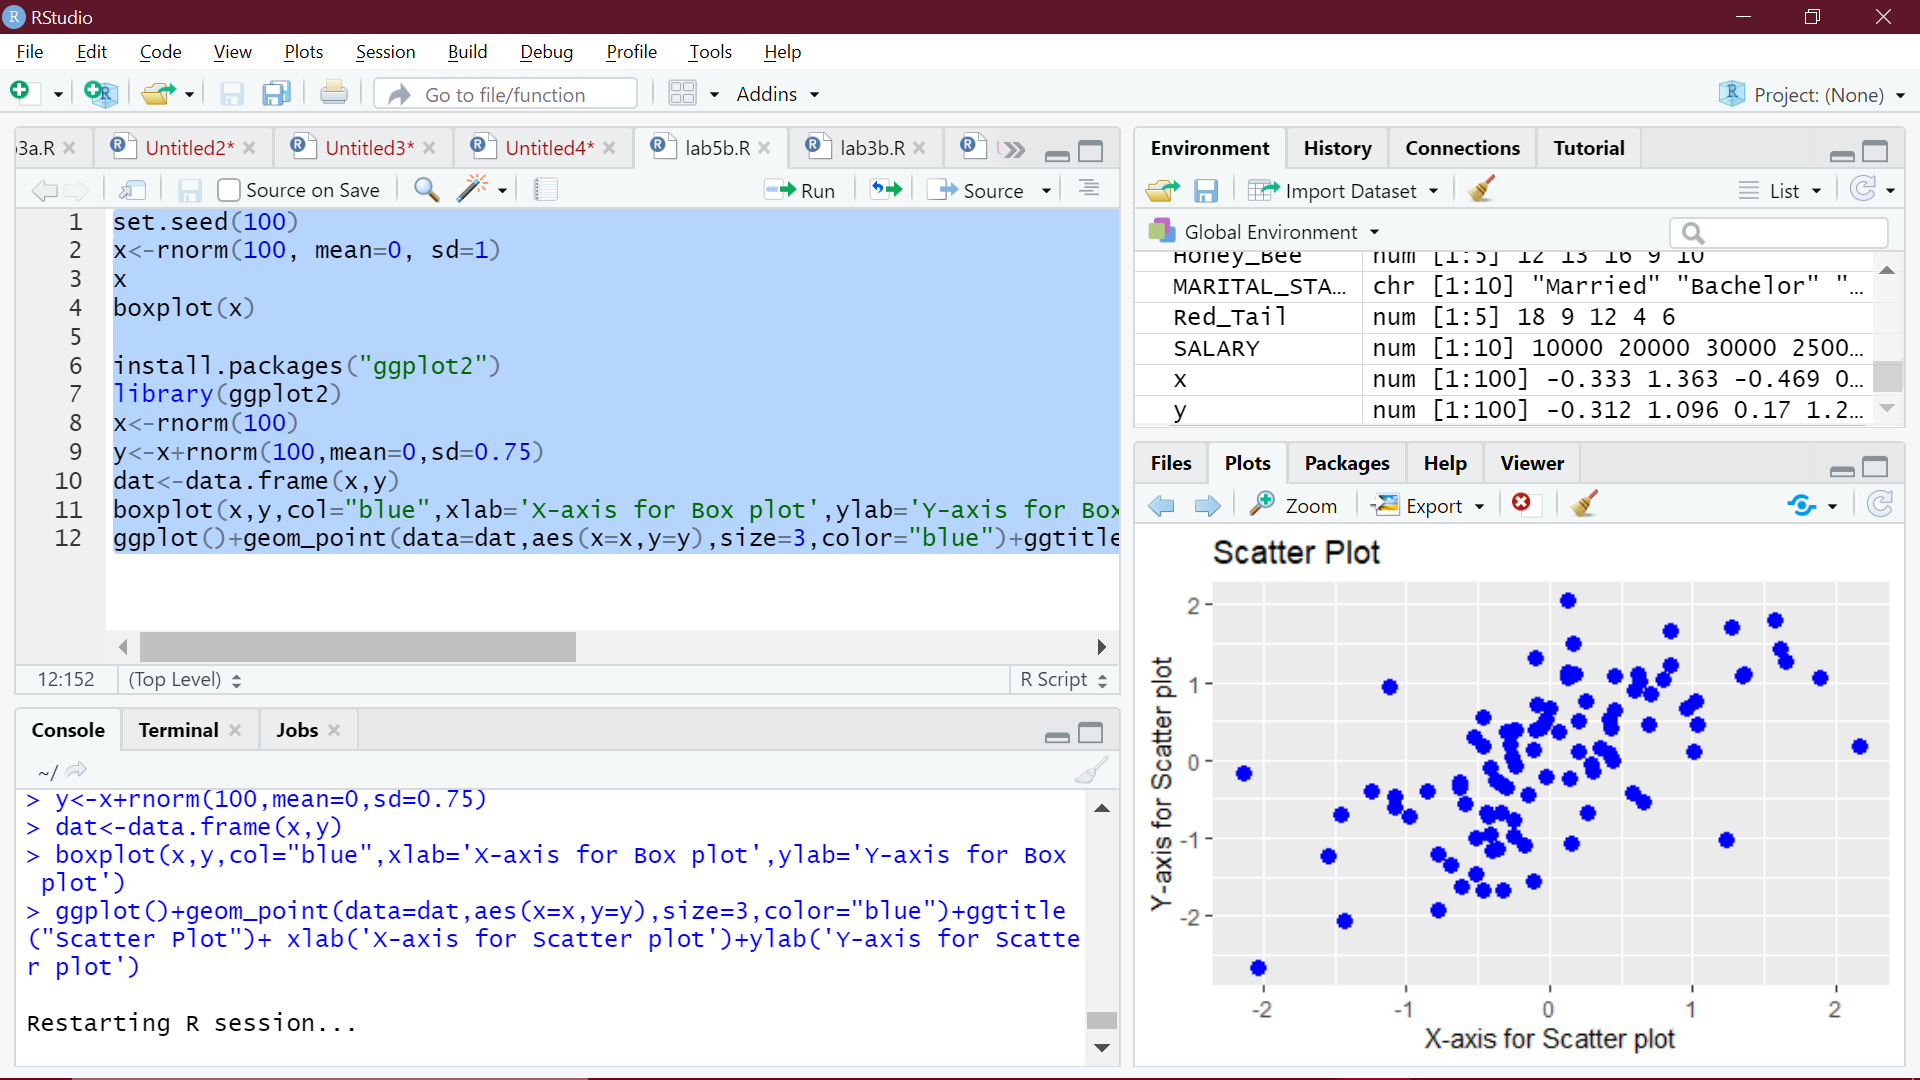 RStudio
File Edit Code View Plots Session Build Debug Profile Tools Help
Go to file/function Addins Project: (None)
3a.R Untitled2* Untitled3* Untitled4* lab5b.R lab3b.R
Source on Save Run Source
1 set.seed(100)
2 x<-rnorm(100, mean=0, sd=1)
3 x
4 boxplot(x)
5
6 install.packages("ggplot2")
7 library(ggplot2)
8 x<-rnorm(100)
9 y<-x+rnorm(100,mean=0,sd=0.75)
10 dat<-data.frame(x,y)
11 boxplot(x,y,col="blue",xlab='X-axis for Box plot',ylab='Y-axis for Box
12 ggplot()+geom_point(data=dat,aes(x=x,y=y),size=3,color="blue")+ggtitle
12:152 (Top Level) R Script
Console Terminal Jobs
~/
> y<-x+rnorm(100,mean=0,sd=0.75)
> dat<-data.frame(x,y)
> boxplot(x,y,col="blue",xlab='X-axis for Box plot',ylab='Y-axis for Box
plot')
> ggplot()+geom_point(data=dat,aes(x=x,y=y),size=3,color="blue")+ggtitle
("Scatter Plot")+ xlab('X-axis for Scatter plot')+ylab('Y-axis for Scatte
r plot')
Restarting R session...
Environment History Connections Tutorial
Import Dataset List
Global Environment
Honey_Bee num [1:5] 12 13 16 9 10
MARITAL_STA… chr [1:10] "Married" "Bachelor" "…
Red_Tail num [1:5] 18 9 12 4 6
SALARY num [1:10] 10000 20000 30000 2500…
x num [1:100] -0.333 1.363 -0.469 0…
y num [1:100] -0.312 1.096 0.17 1.2…
Files Plots Packages Help Viewer
Zoom Export
Scatter Plot
2
1
0
-1
-2
Y-axis for Scatter plot
-2 -1 0 1 2
X-axis for Scatter plot